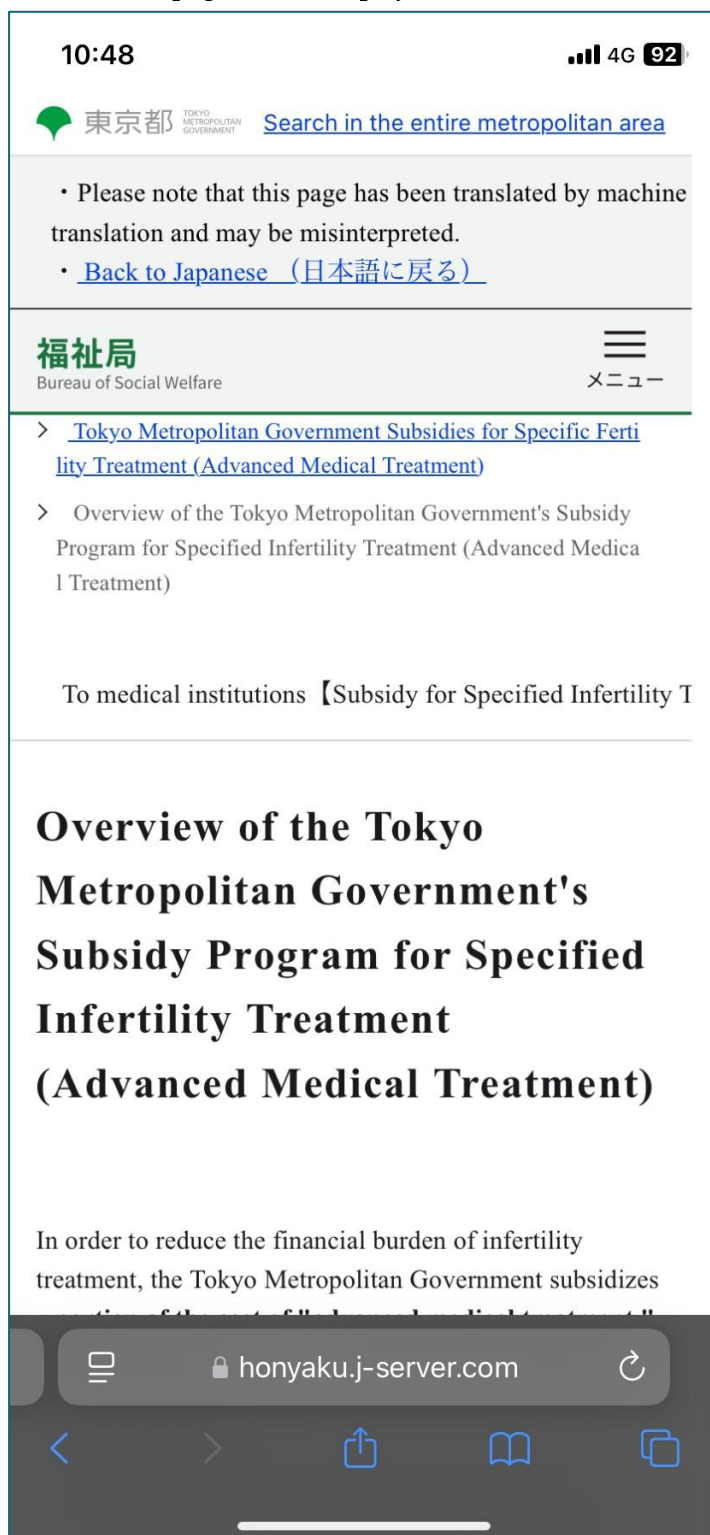 10:48
4G 92
東京都 TOKYO METROPOLITAN GOVERNMENT Search in the entire metropolitan area
・Please note that this page has been translated by machine
translation and may be misinterpreted.
・ Back to Japanese （日本語に戻る）
福祉局
Bureau of Social Welfare
メニュー
> Tokyo Metropolitan Government Subsidies for Specific Ferti
lity Treatment (Advanced Medical Treatment)
> Overview of the Tokyo Metropolitan Government's Subsidy
Program for Specified Infertility Treatment (Advanced Medica
l Treatment)
To medical institutions【Subsidy for Specified Infertility T
Overview of the Tokyo
Metropolitan Government's
Subsidy Program for Specified
Infertility Treatment
(Advanced Medical Treatment)
In order to reduce the financial burden of infertility
treatment, the Tokyo Metropolitan Government subsidizes
honyaku.j-server.com